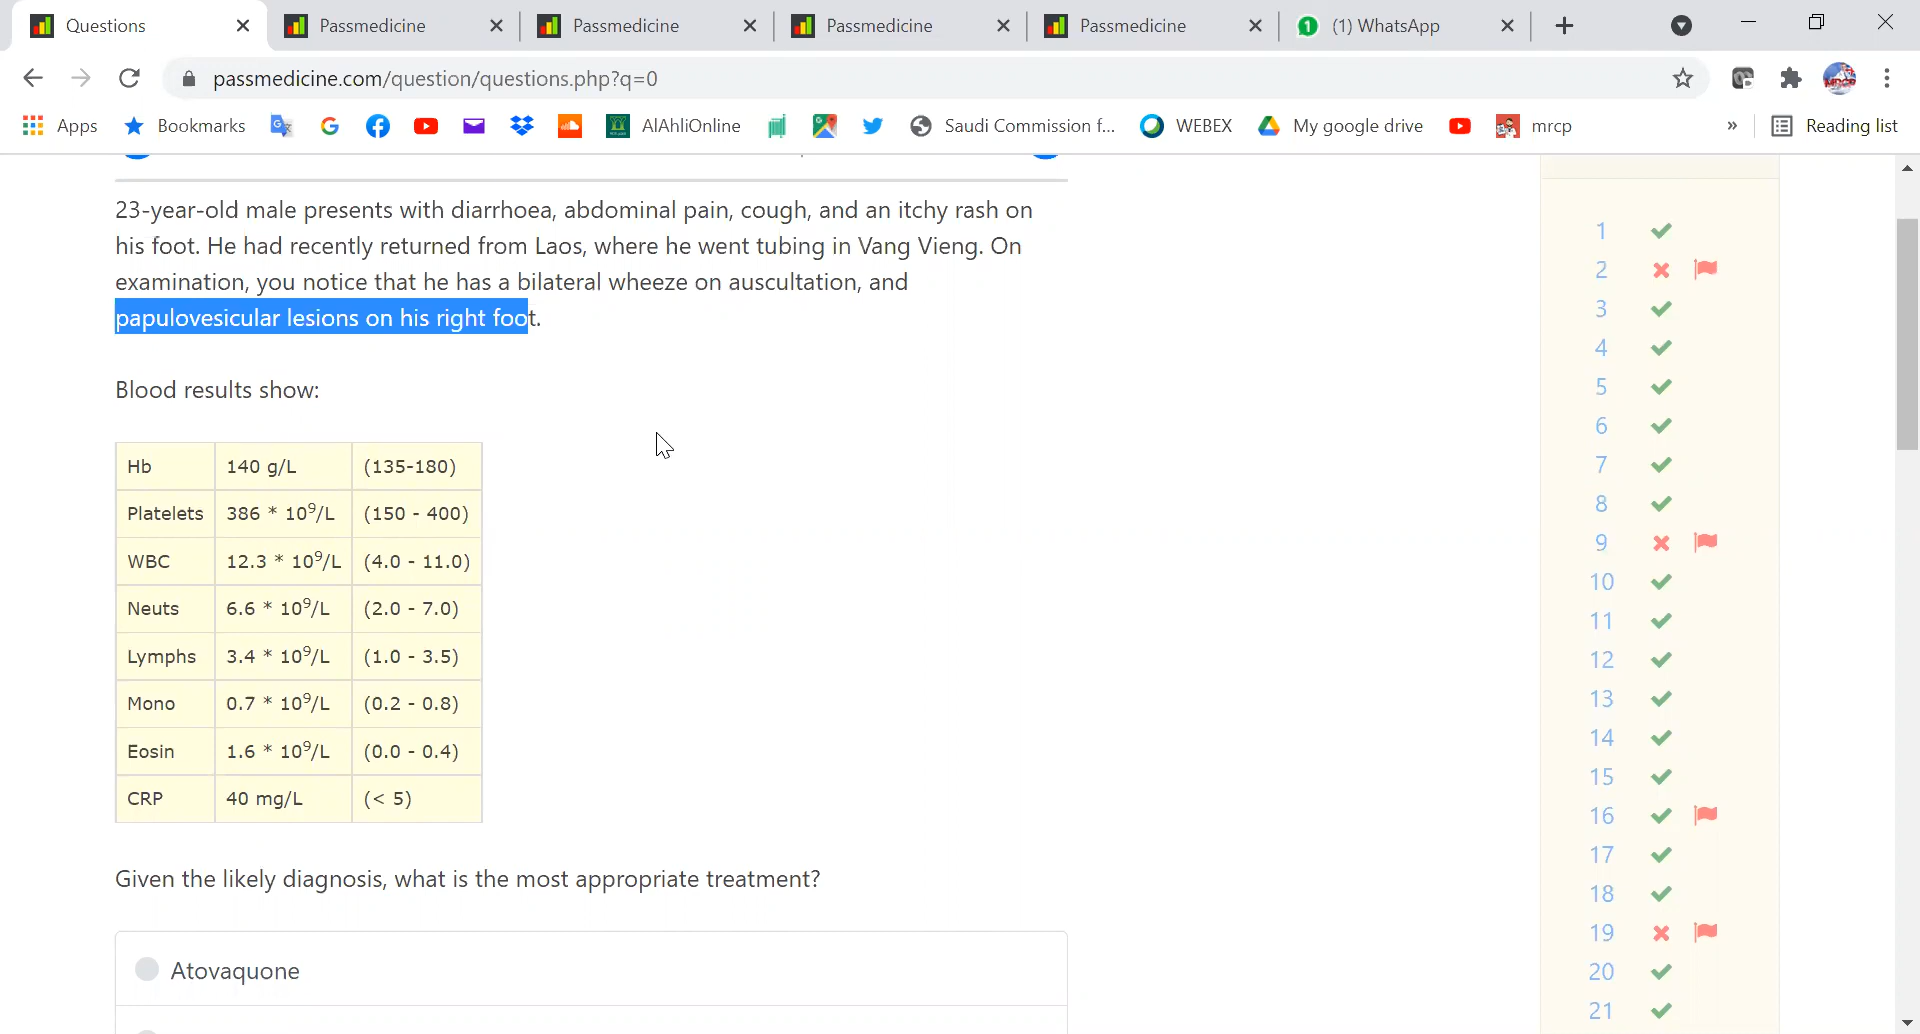 Questions
Passmedicine
Passmedicine
Passmedicine
Passmedicine
1 (1) WhatsApp
passmedicine.com/question/questions.php?q=0
Apps
Bookmarks
AlAhliOnline
Saudi Commission f...
WEBEX
My google drive
mrcp
»
Reading list
23-year-old male presents with diarrhoea, abdominal pain, cough, and an itchy rash on
his foot. He had recently returned from Laos, where he went tubing in Vang Vieng. On
examination, you notice that he has a bilateral wheeze on auscultation, and
papulovesicular lesions on his right foot.
Blood results show:
Hb 140 g/L (135-180)
Platelets 386 * 10⁹/L (150 - 400)
WBC 12.3 * 10⁹/L (4.0 - 11.0)
Neuts 6.6 * 10⁹/L (2.0 - 7.0)
Lymphs 3.4 * 10⁹/L (1.0 - 3.5)
Mono 0.7 * 10⁹/L (0.2 - 0.8)
Eosin 1.6 * 10⁹/L (0.0 - 0.4)
CRP 40 mg/L (< 5)
Given the likely diagnosis, what is the most appropriate treatment?
Atovaquone
1
2
3
4
5
6
7
8
9
10
11
12
13
14
15
16
17
18
19
20
21